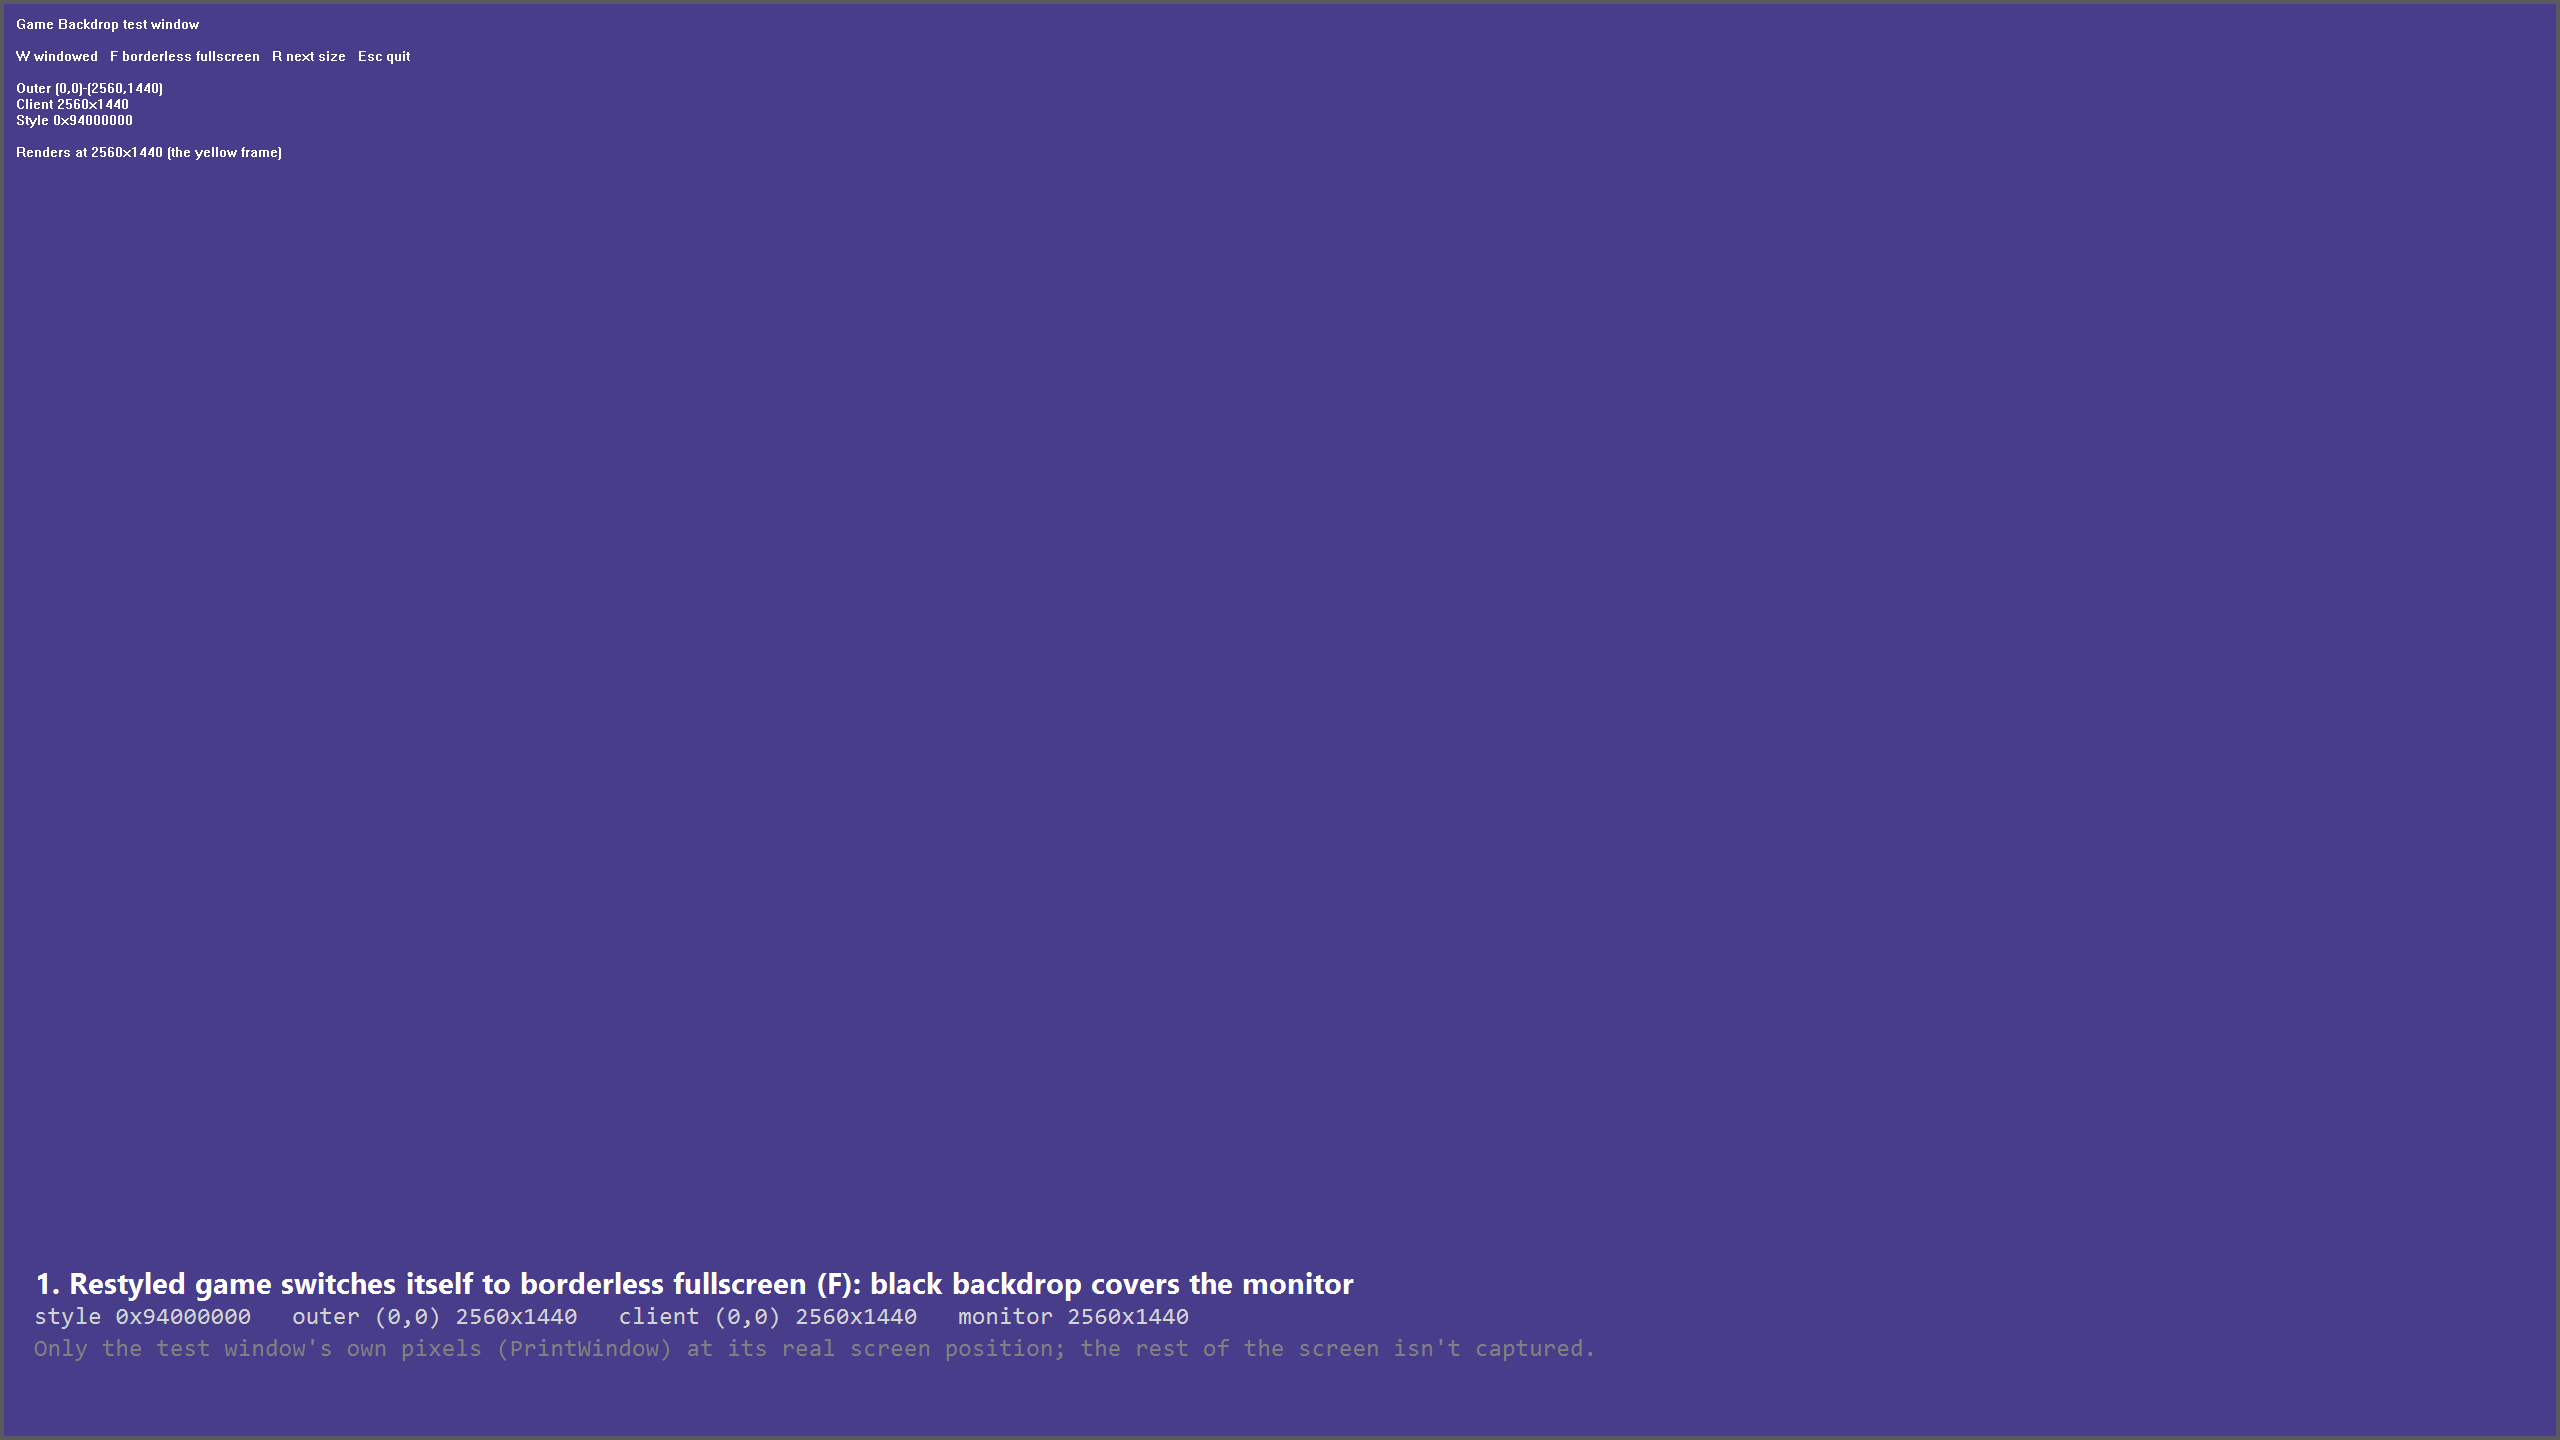 Game Backdrop test window
W windowed   F borderless fullscreen   R next size   Esc quit
Outer (0,0)-(2560,1440)
Client 2560x1440
Style 0x94000000
Renders at 2560x1440 (the yellow frame)
1. Restyled game switches itself to borderless fullscreen (F): black backdrop covers the monitor
style 0x94000000   outer (0,0) 2560x1440   client (0,0) 2560x1440   monitor 2560x1440
Only the test window's own pixels (PrintWindow) at its real screen position; the rest of the screen isn't captured.